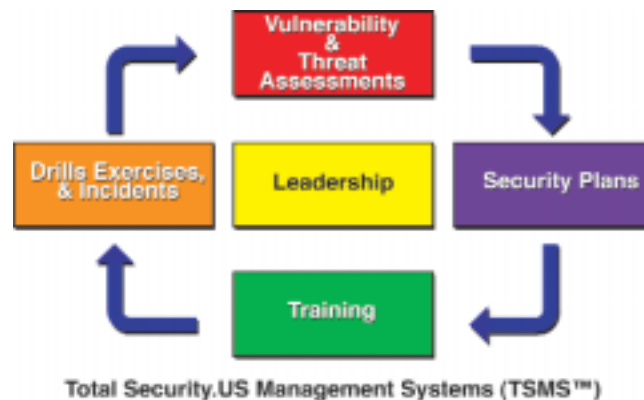 Vulnerability
&
Threat
Assessments
Drills Exercises,
& Incidents
Leadership
Security Plans
Training
Total Security.US Management Systems (TSMS™)